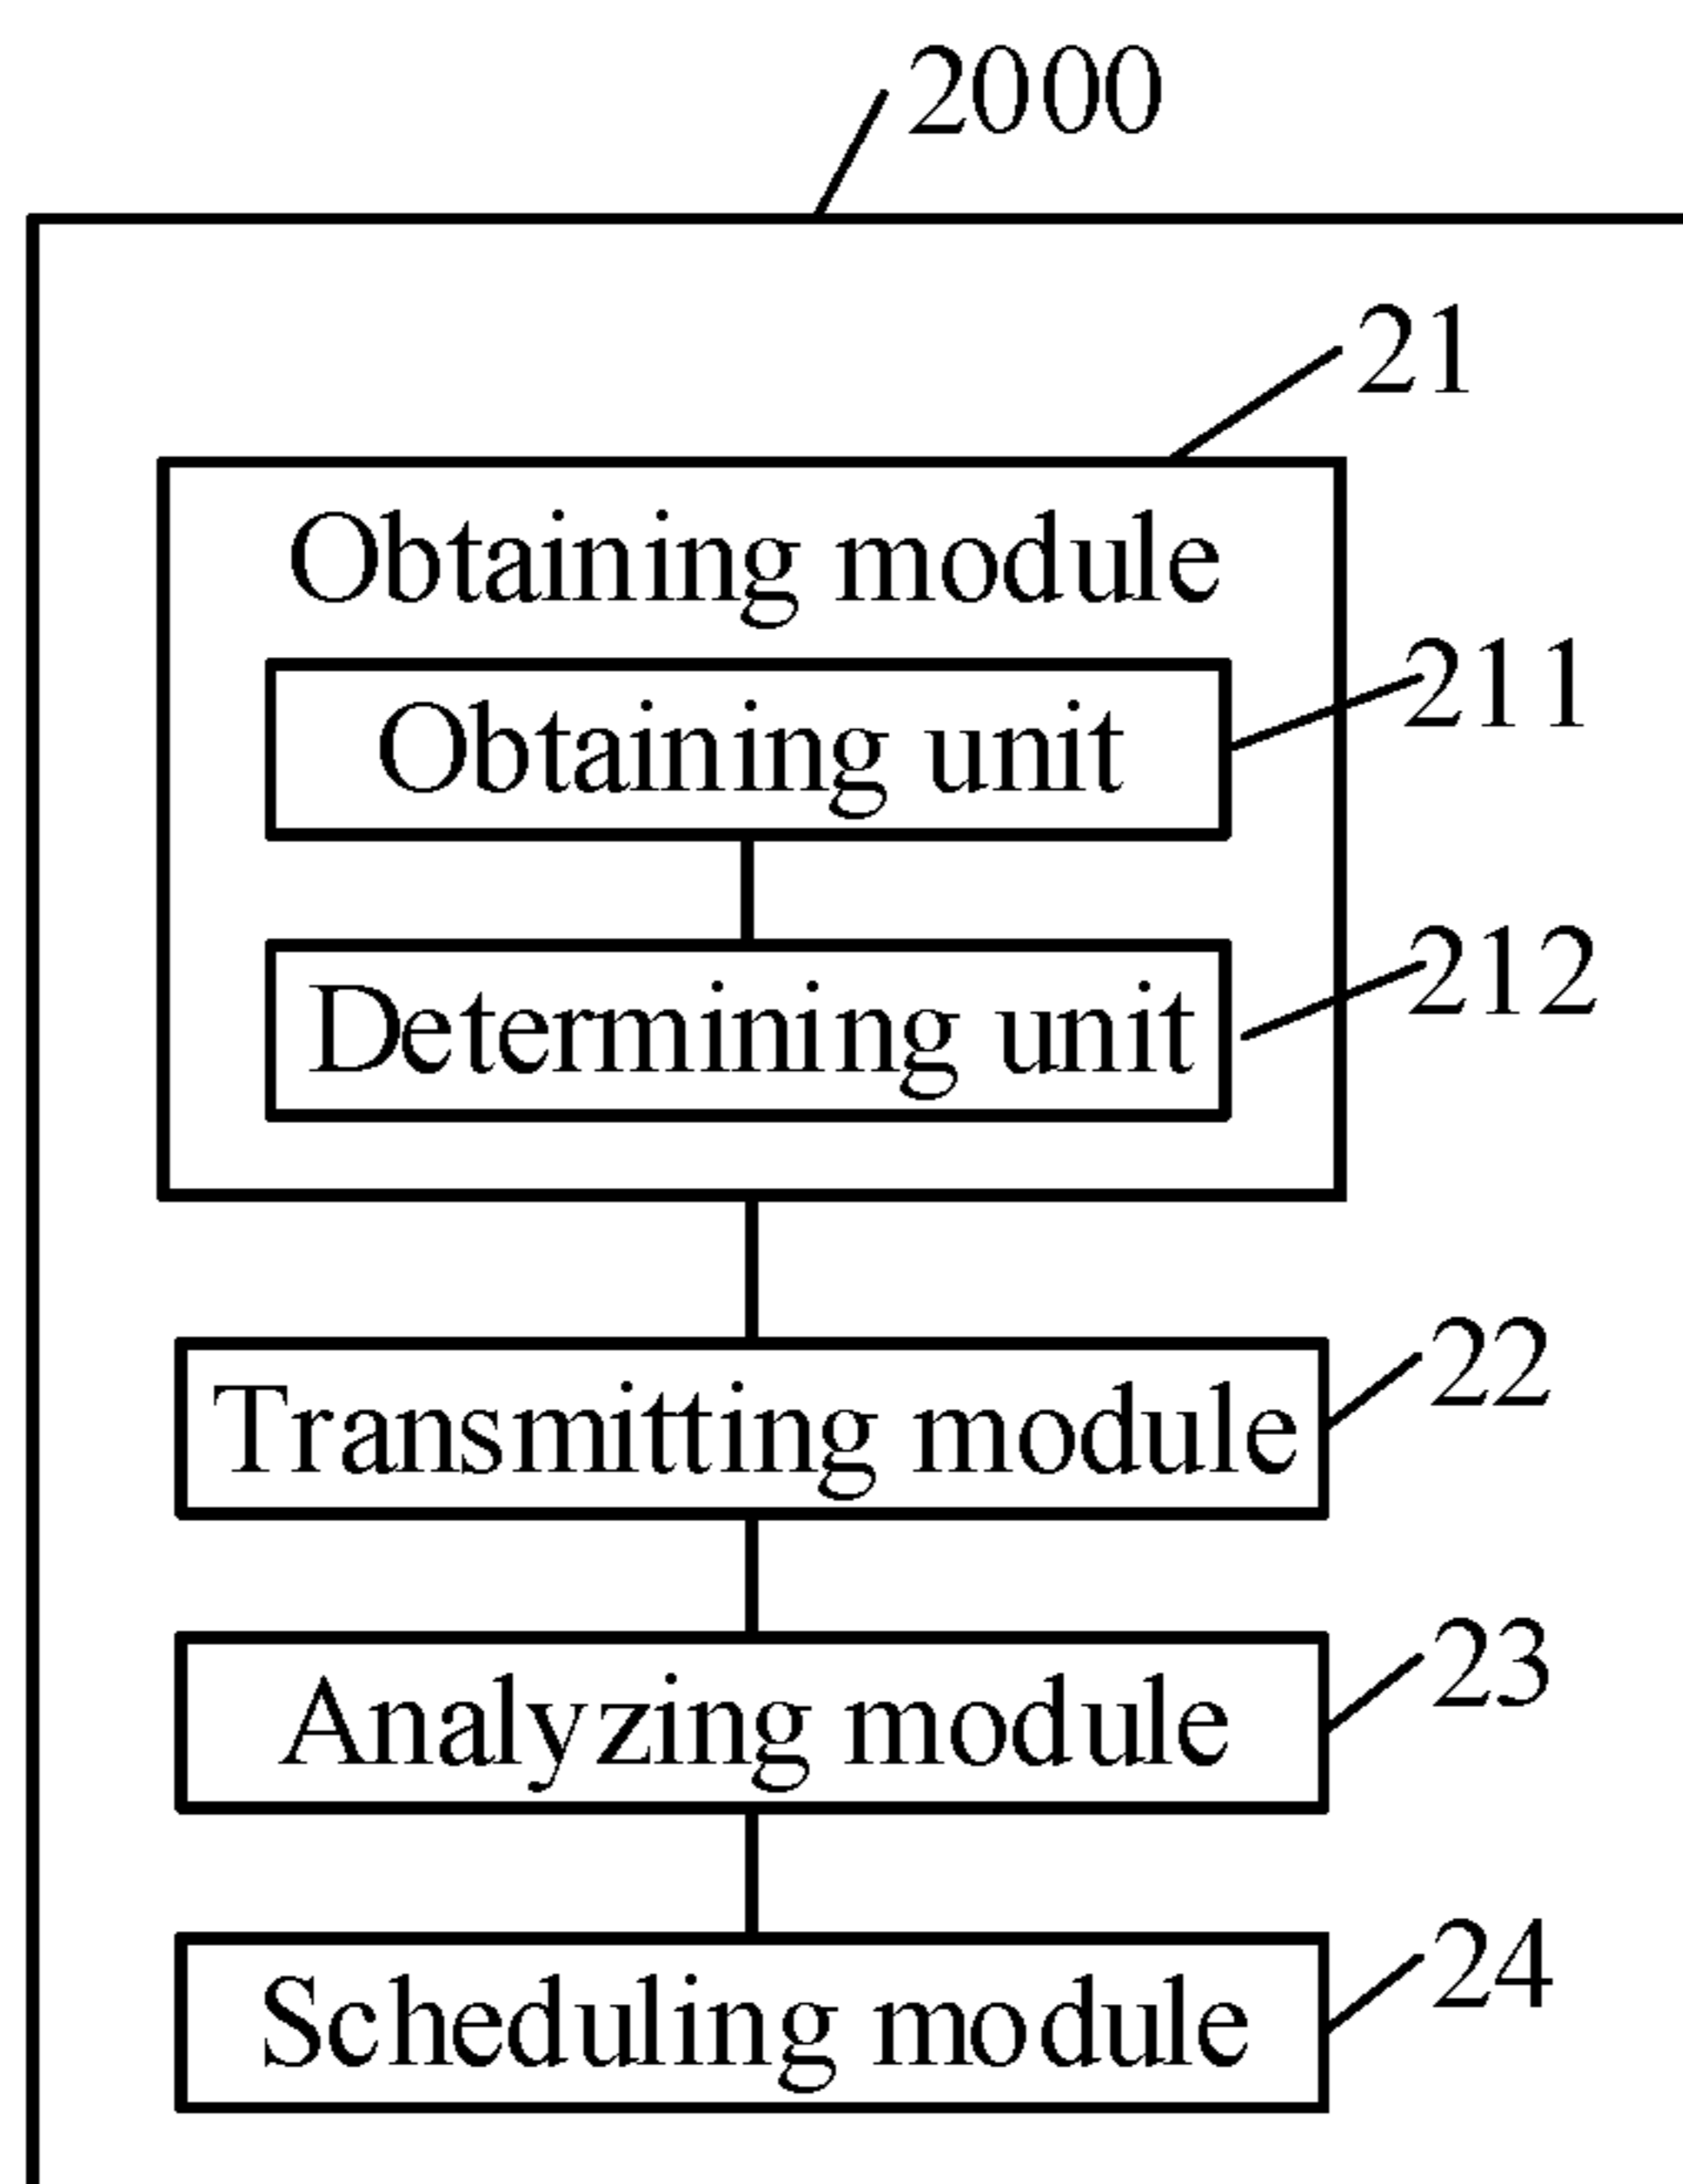 2000
21
Obtaining module
211
Obtaining unit
212
Determining unit
22
Transmitting module
23
Analyzing module
24
Scheduling module